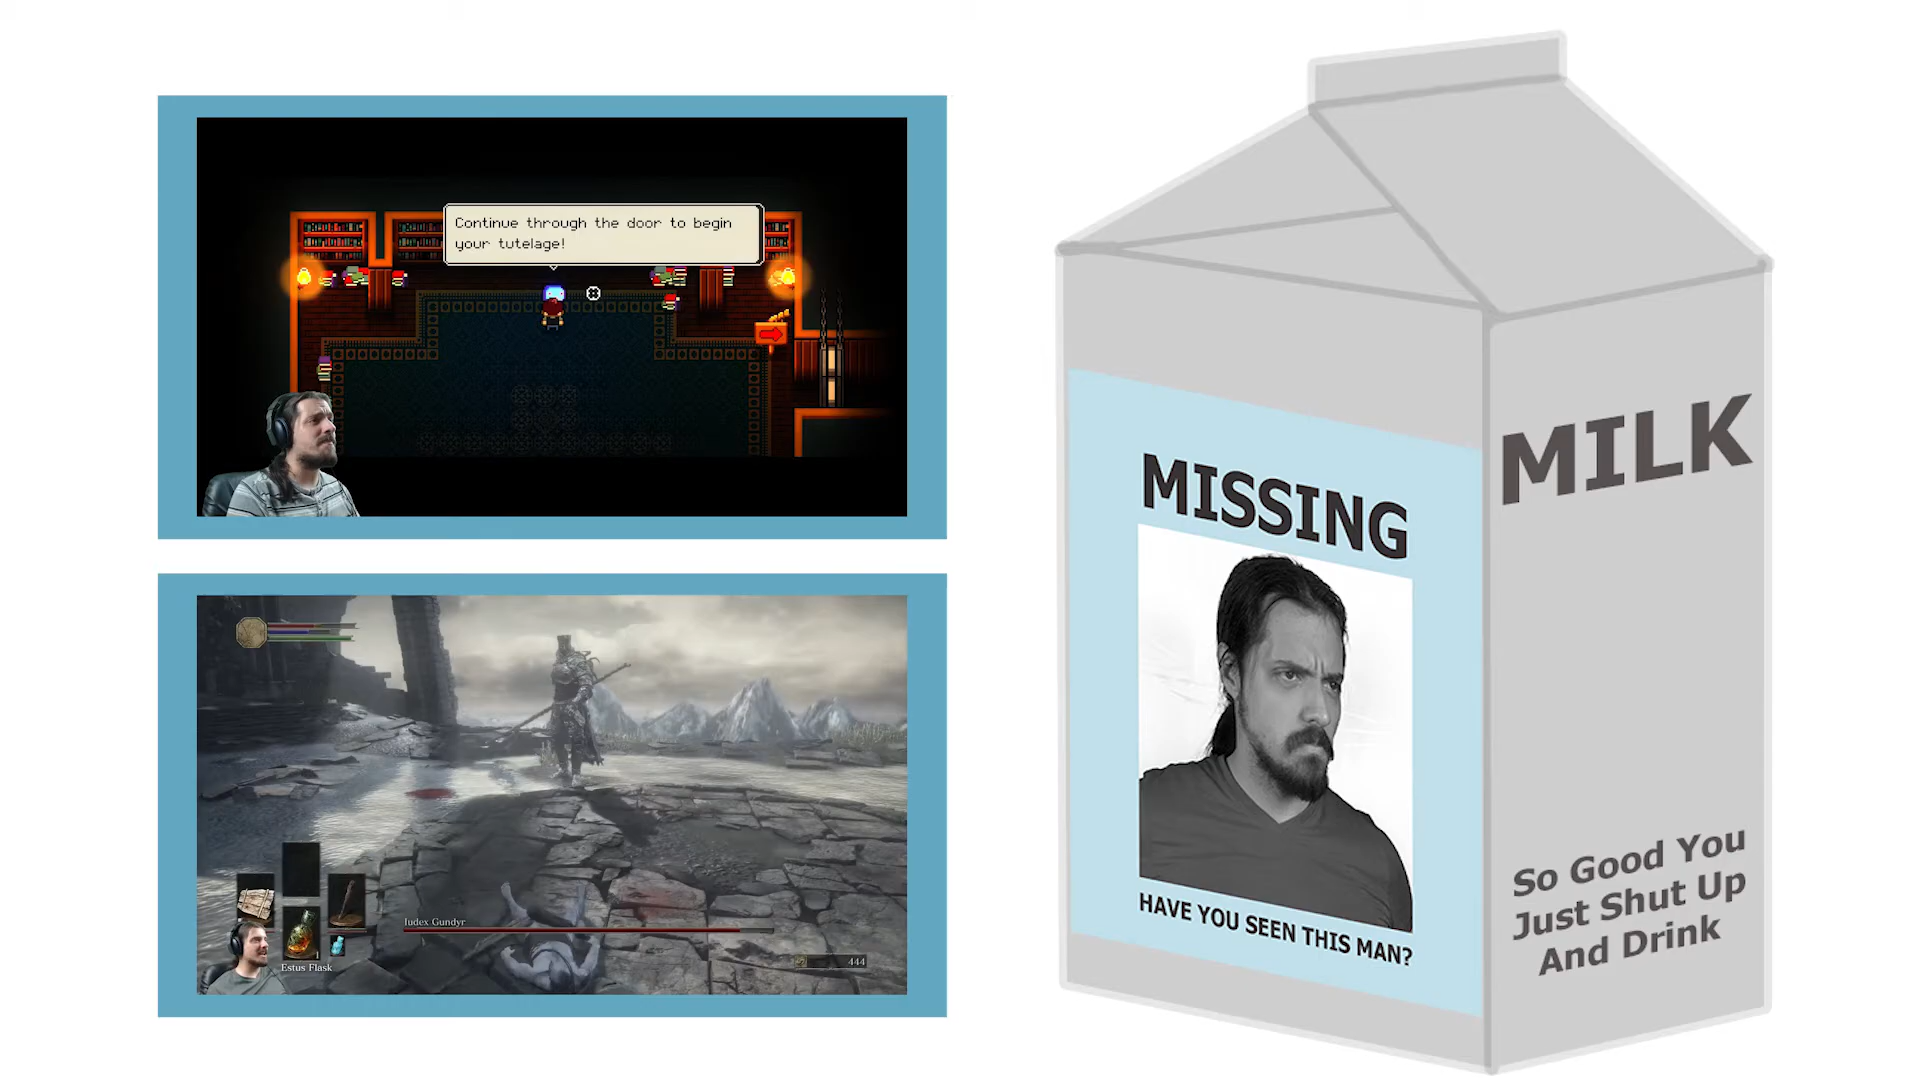 Continue through the door to begin
your tutelage!
Iudex Gundyr
444
Estus Flask
MISSING
HAVE YOU SEEN THIS MAN?
MILK
So Good You
Just Shut Up
And Drink